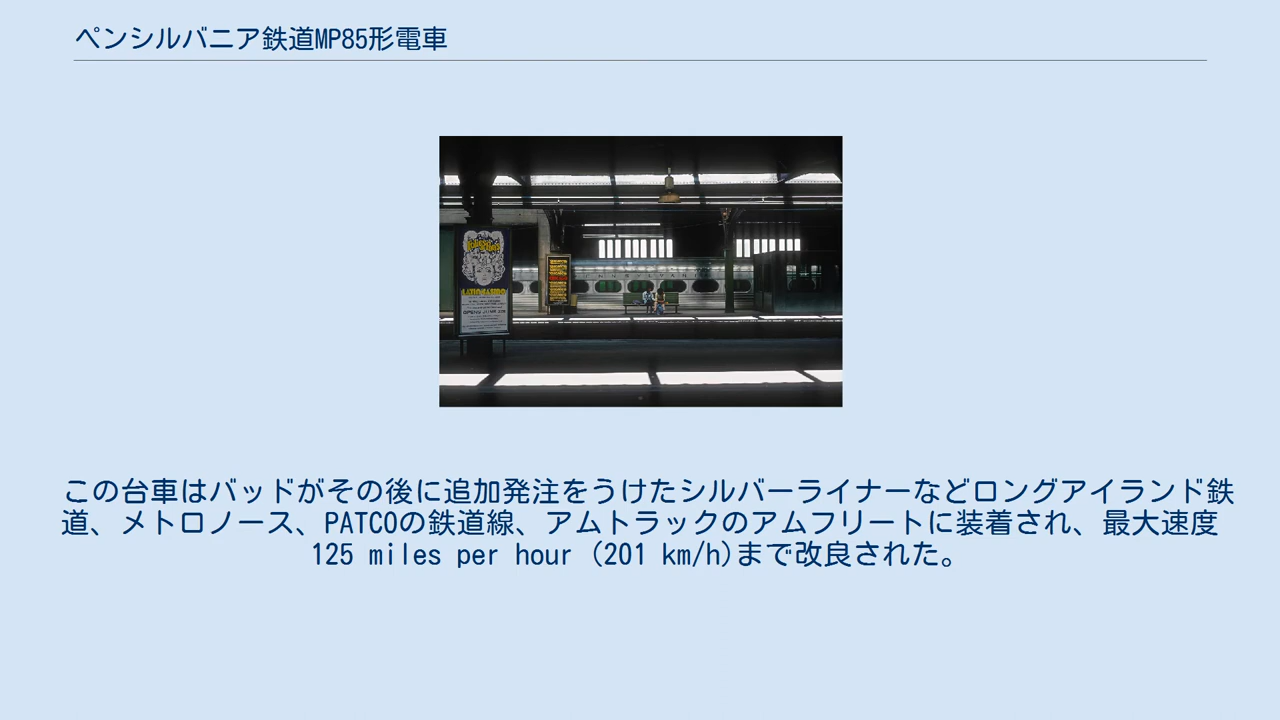 ペンシルバニア鉄道MP85形電車
この台車はバッドがその後に追加発注をうけたシルバーライナーなどロングアイランド鉄
道、メトロノース、PATCOの鉄道線、アムトラックのアムフリートに装着され、最大速度
125 miles per hour (201 km/h)まで改良された。